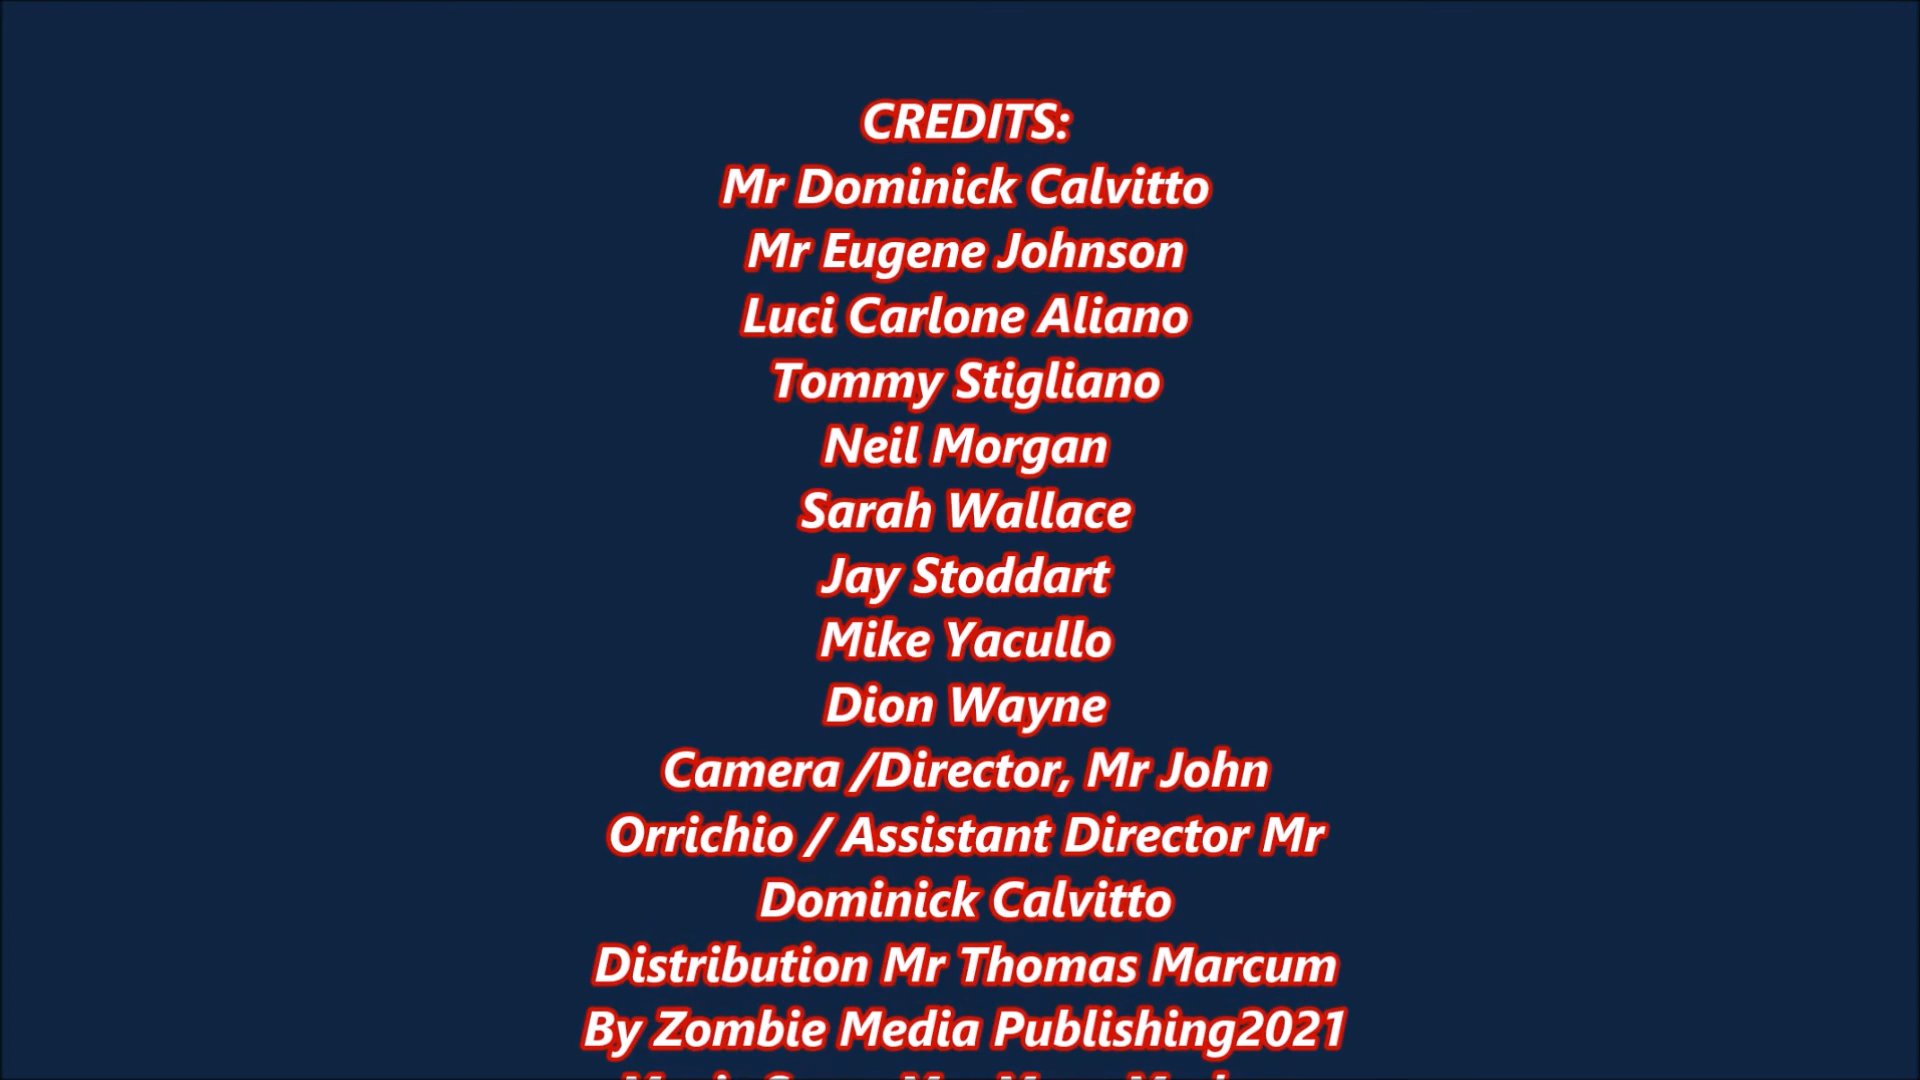 CREDITS:
Mr Dominick Calvitto
Mr Eugene Johnson
Luci Carlone Aliano
Tommy Stigliano
Neil Morgan
Sarah Wallace
Jay Stoddart
Mike Yacullo
Dion Wayne
Camera /Director, Mr John
Orrichio / Assistant Director Mr
Dominick Calvitto
Distribution Mr Thomas Marcum
By Zombie Media Publishing2021